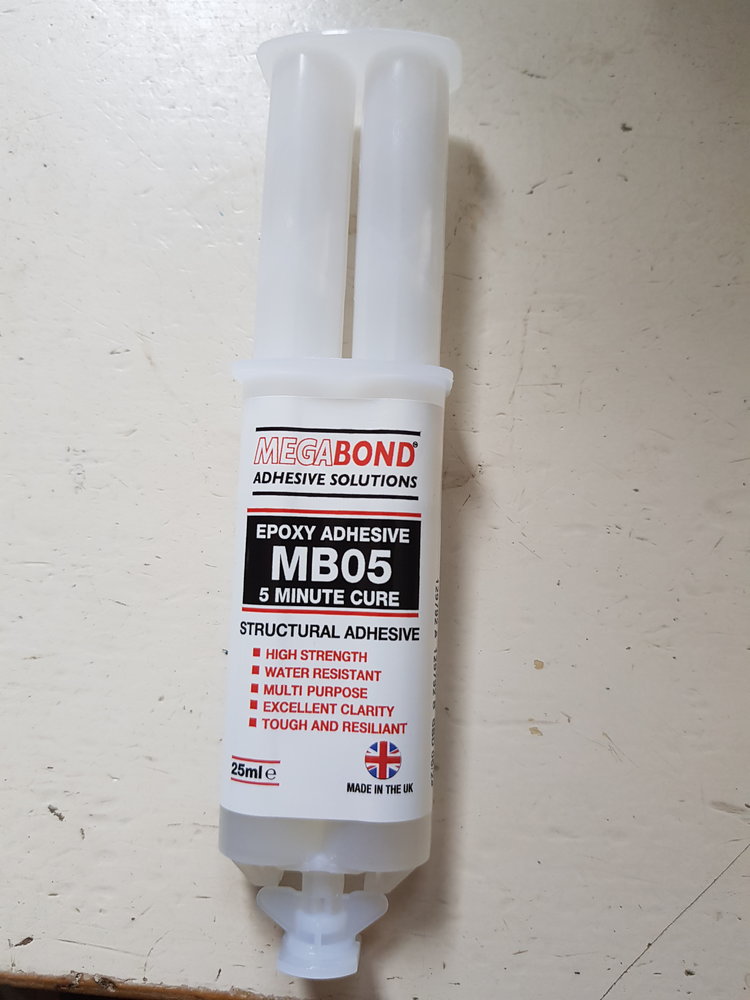 MEGABOND®
ADHESIVE SOLUTIONS
EPOXY ADHESIVE
MB05
5 MINUTE CURE
STRUCTURAL ADHESIVE
HIGH STRENGTH
WATER RESISTANT
MULTI PURPOSE
EXCELLENT CLARITY
TOUGH AND RESILIANT
25ml ℮
MADE IN THE UK